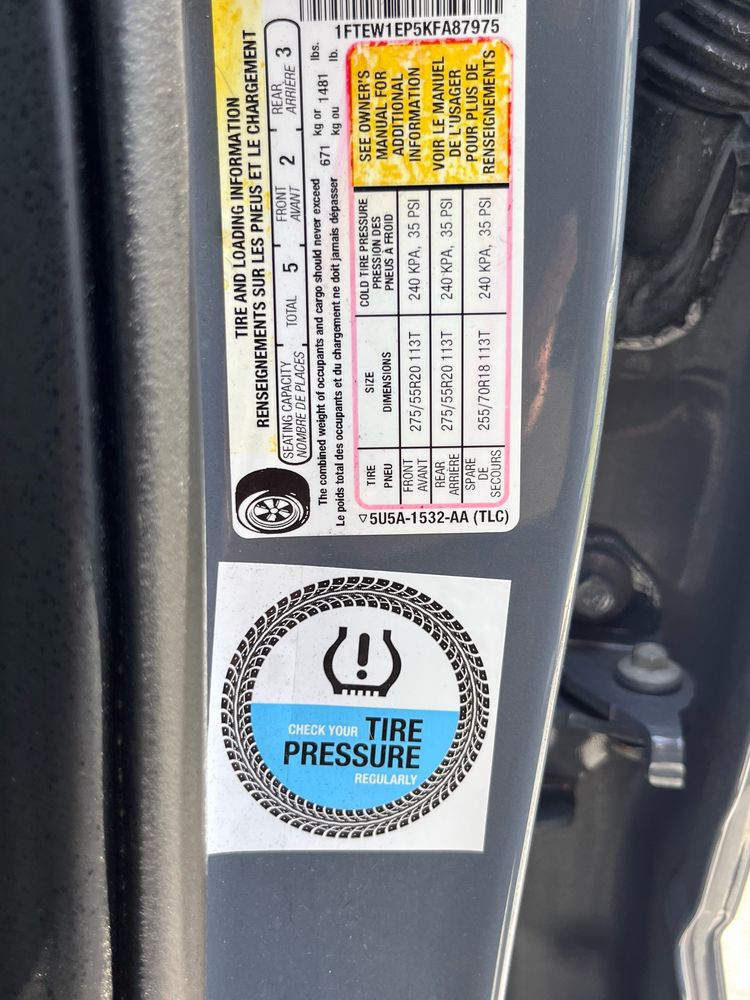 1FTEW1EP5KFA87975
TIRE AND LOADING INFORMATION
RENSEIGNEMENTS SUR LES PNEUS ET LE CHARGEMENT
SEATING CAPACITY
NOMBRE DE PLACES
TOTAL 5
FRONT
AVANT
2
REAR
ARRIÈRE
3
The combined weight of occupants and cargo should never exceed 671 kg or 1481 lbs.
Le poids total des occupants et du chargement ne doit jamais dépasser kg ou lb.
TIRE
PNEU
SIZE
DIMENSIONS
COLD TIRE PRESSURE
PRESSION DES
PNEUS À FROID
FRONT
AVANT
275/55R20 113T
240 KPA, 35 PSI
REAR
ARRIÈRE
275/55R20 113T
240 KPA, 35 PSI
SPARE
DE
SECOURS
255/70R18 113T
240 KPA, 35 PSI
SEE OWNER'S
MANUAL FOR
ADDITIONAL
INFORMATION
VOIR LE MANUEL
DE L'USAGER
POUR PLUS DE
RENSEIGNEMENTS
▽5U5A-1532-AA (TLC)
CHECK YOUR TIRE
PRESSURE
REGULARLY